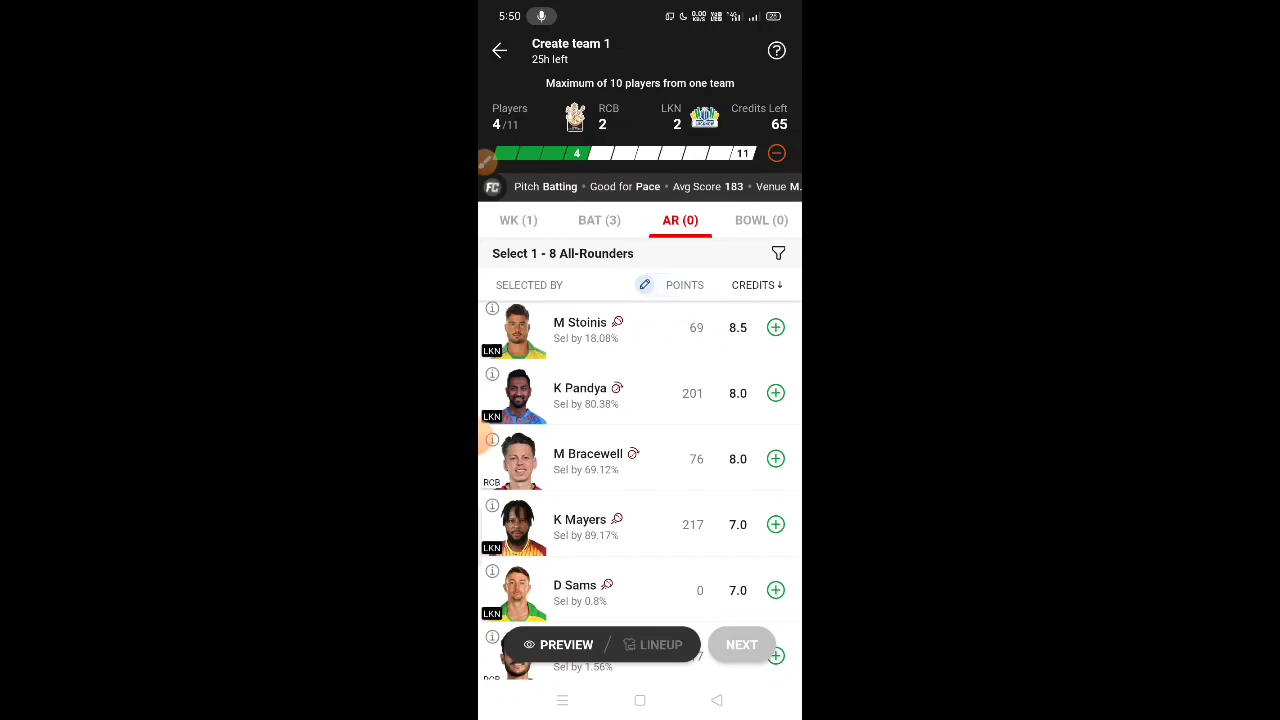 5:50
Create team 1
25h left
Maximum of 10 players from one team
Players RCB LKN Credits Left
4/11 2 2 65
4 11
FC Pitch Batting • Good for Pace • Avg Score 183 • Venue M.
WK (1) BAT (3) AR (0) BOWL (0)
Select 1 - 8 All-Rounders
SELECTED BY POINTS CREDITS↓
M Stoinis 69 8.5
Sel by 18.08%
LKN
K Pandya 201 8.0
Sel by 80.38%
LKN
M Bracewell 76 8.0
Sel by 69.12%
RCB
K Mayers 217 7.0
Sel by 89.17%
LKN
D Sams 0 7.0
Sel by 0.8%
LKN
PREVIEW / LINEUP NEXT
Sel by 1.56%
RCB